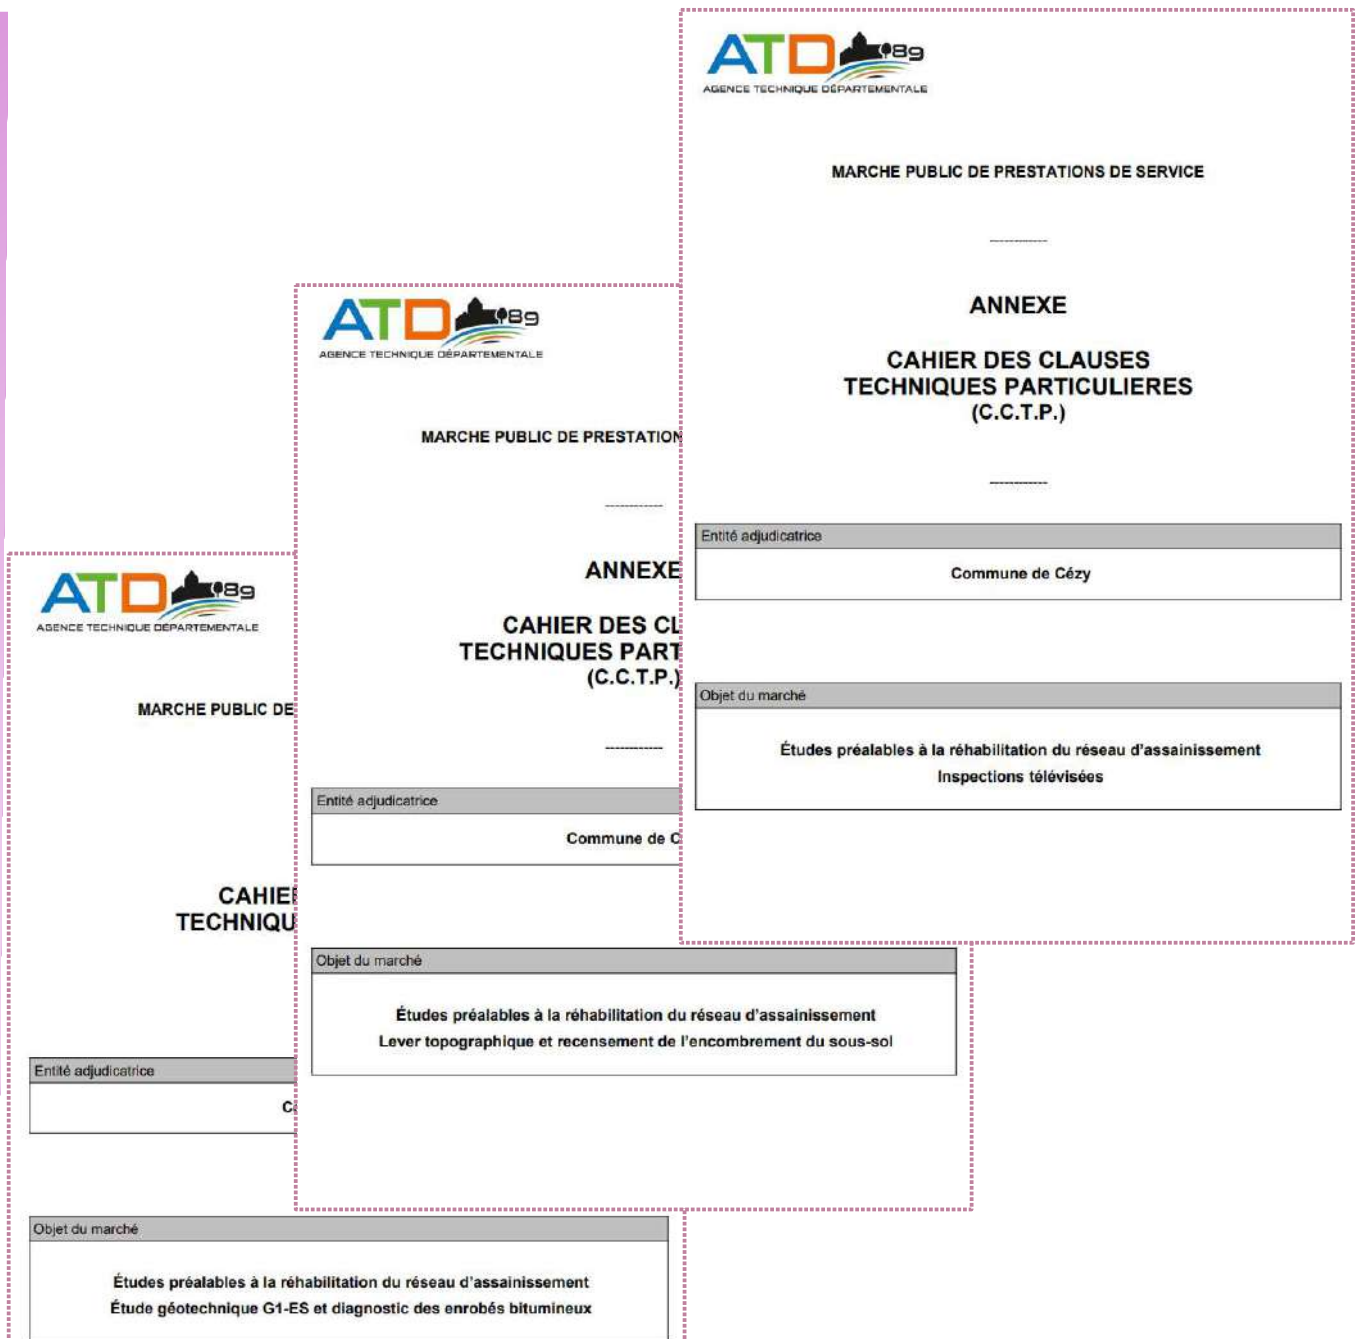 ATD 89
AGENCE TECHNIQUE DÉPARTEMENTALE
MARCHE PUBLIC DE PRESTATIONS DE SERVICE
------------
ANNEXE
CAHIER DES CLAUSES
TECHNIQUES PARTICULIERES
(C.C.T.P.)
------------
Entité adjudicatrice
Commune de Cézy
Objet du marché
Études préalables à la réhabilitation du réseau d'assainissement
Inspections télévisées
ATD 89
AGENCE TECHNIQUE DÉPARTEMENTALE
MARCHE PUBLIC DE PRESTATION
------------
ANNEXE
CAHIER DES CL
TECHNIQUES PART
(C.C.T.P.)
------------
Entité adjudicatrice
Commune de C
Objet du marché
Études préalables à la réhabilitation du réseau d'assainissement
Lever topographique et recensement de l'encombrement du sous-sol
ATD 89
AGENCE TECHNIQUE DÉPARTEMENTALE
MARCHE PUBLIC DE
CAHIE
TECHNIQU
Entité adjudicatrice
C
Objet du marché
Études préalables à la réhabilitation du réseau d'assainissement
Étude géotechnique G1-ES et diagnostic des enrobés bitumineux